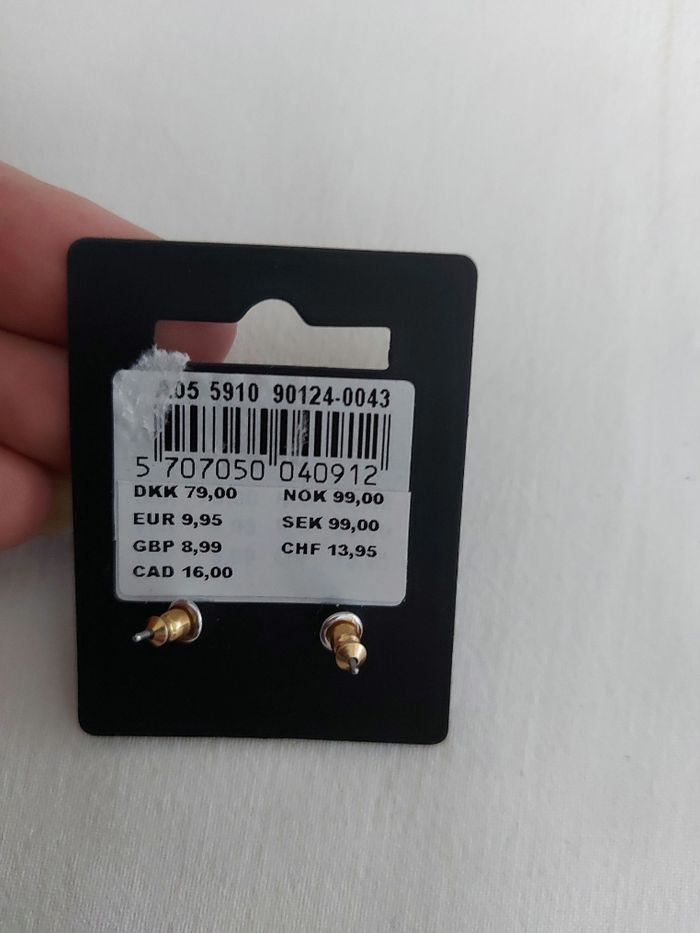 A05 5910 90124-0043
5 707050 040912
DKK 79,00 NOK 99,00
EUR 9,95 SEK 99,00
GBP 8,99 CHF 13,95
CAD 16,00